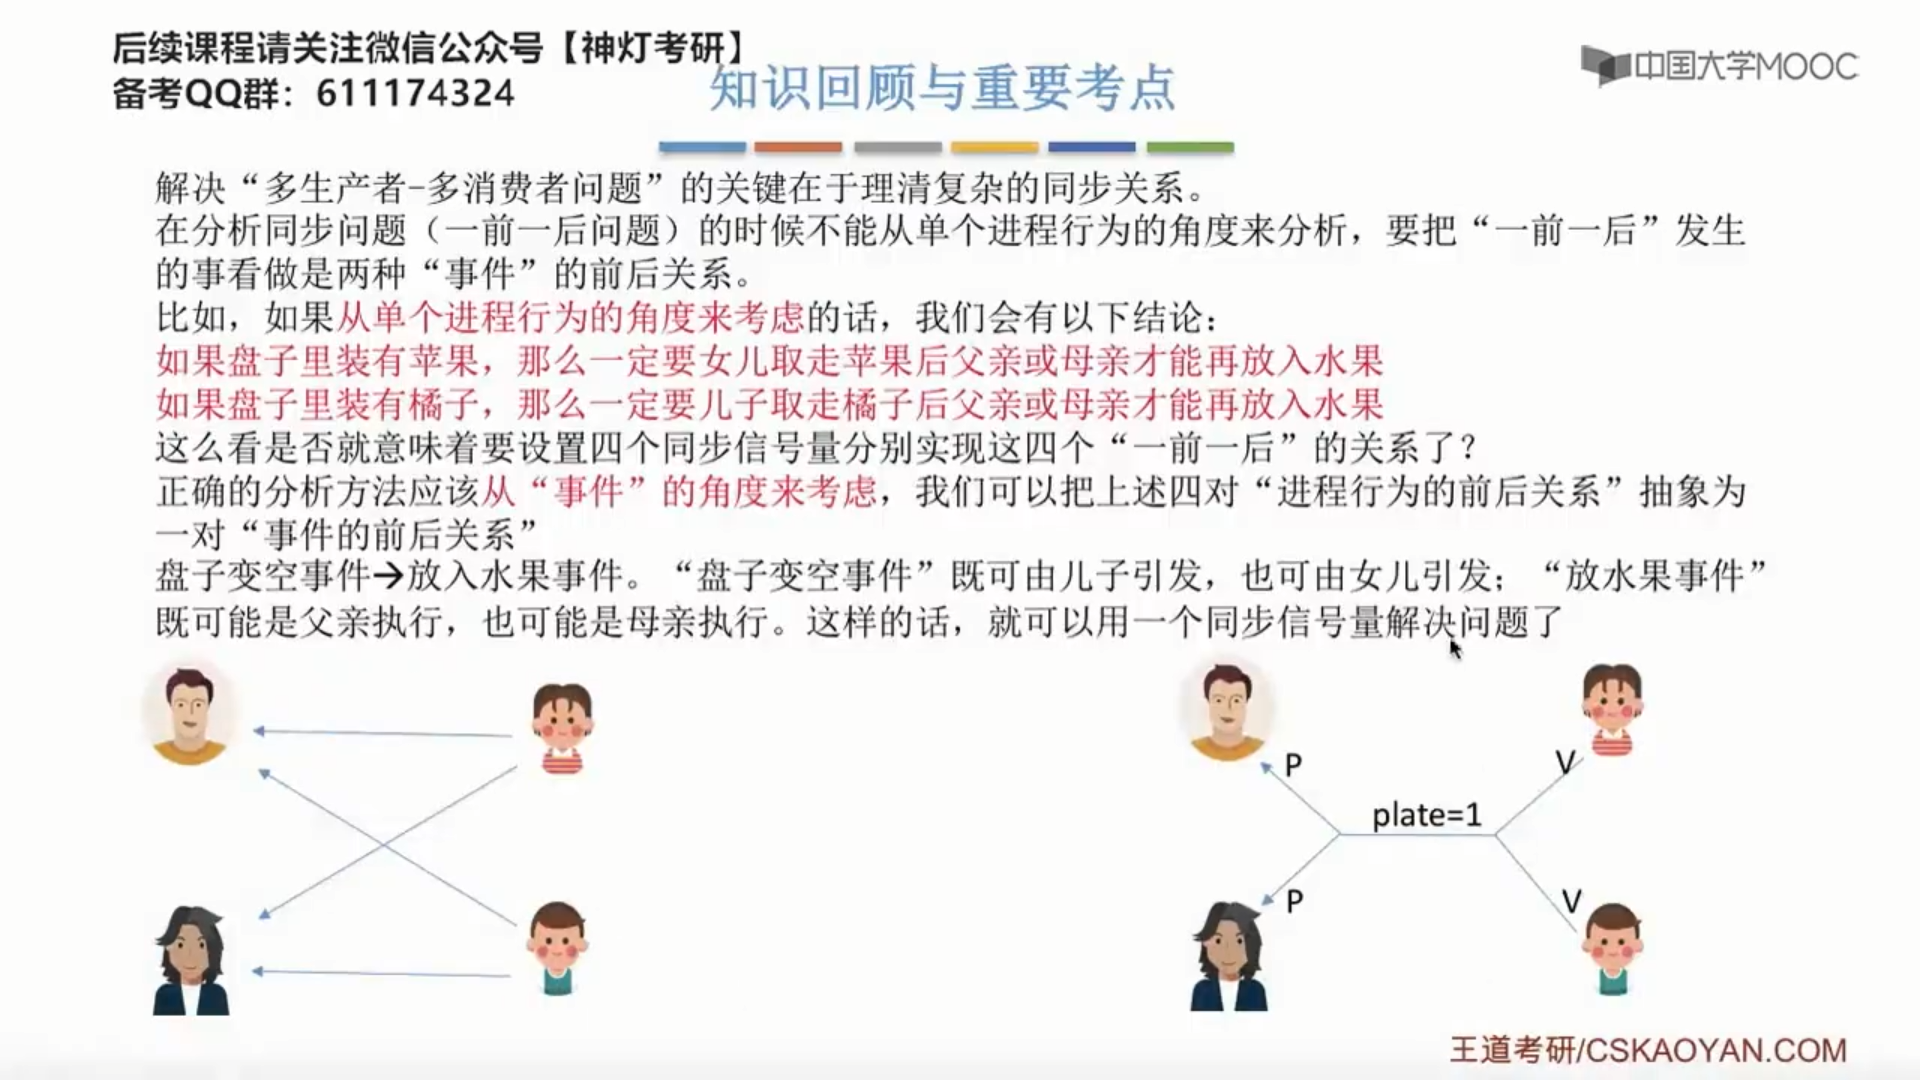 后续课程请关注微信公众号【神灯考研】
备考QQ群：611174324
知识回顾与重要考点
中国大学MOOC
解决“多生产者-多消费者问题”的关键在于理清复杂的同步关系。
在分析同步问题（一前一后问题）的时候不能从单个进程行为的角度来分析，要把“一前一后”发生
的事看做是两种“事件”的前后关系。
比如，如果从单个进程行为的角度来考虑的话，我们会有以下结论：
如果盘子里装有苹果，那么一定要女儿取走苹果后父亲或母亲才能再放入水果
如果盘子里装有橘子，那么一定要儿子取走橘子后父亲或母亲才能再放入水果
这么看是否就意味着要设置四个同步信号量分别实现这四个“一前一后”的关系了？
正确的分析方法应该从“事件”的角度来考虑，我们可以把上述四对“进程行为的前后关系”抽象为
一对“事件的前后关系”
盘子变空事件→放入水果事件。“盘子变空事件”既可由儿子引发，也可由女儿引发；“放水果事件”
既可能是父亲执行，也可能是母亲执行。这样的话，就可以用一个同步信号量解决问题了
P
V
plate=1
P
V
王道考研/CSKAOYAN.COM